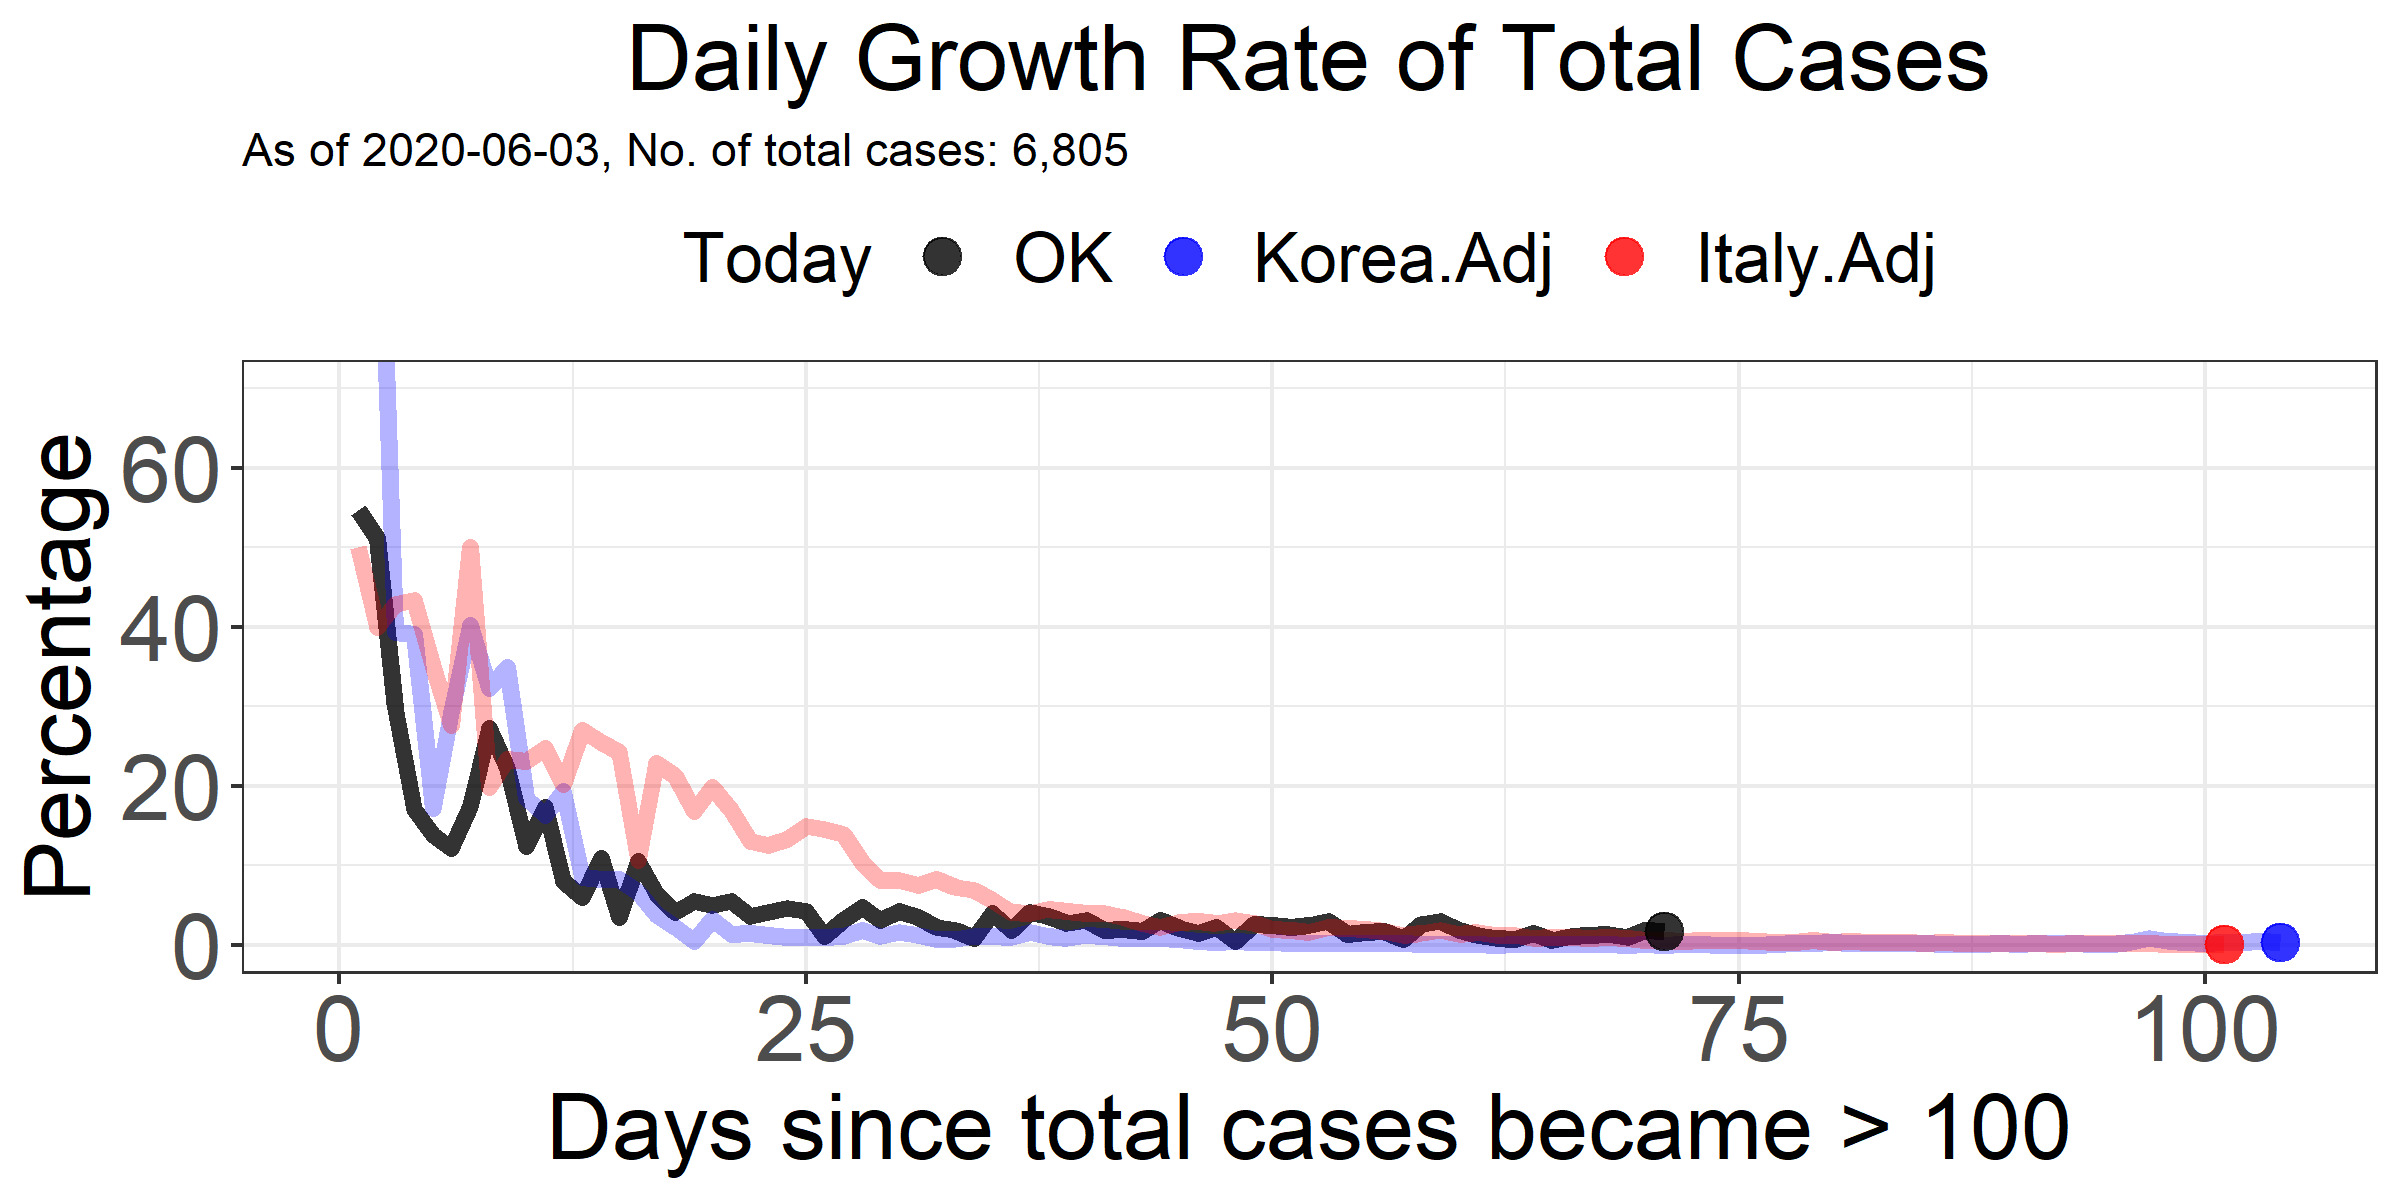 Daily Growth Rate of Total Cases
As of 2020-06-03, No. of total cases: 6,805
Today OK Korea.Adj Italy.Adj
Percentage
60
40
20
0
0 25 50 75 100
Days since total cases became > 100